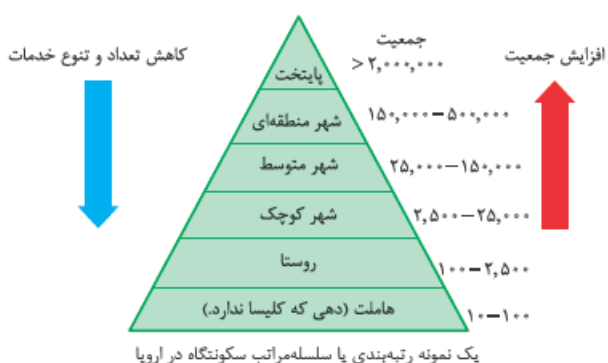 کاهش تعداد و تنوع خدمات
جمعیت
افزایش جمعیت
پایتخت
>۲,۰۰۰,۰۰۰
شهر منطقه‌ای
۱۵۰,۰۰۰–۵۰۰,۰۰۰
شهر متوسط
۲۵,۰۰۰–۱۵۰,۰۰۰
شهر کوچک
۲,۵۰۰–۲۵,۰۰۰
روستا
۱۰۰–۲,۵۰۰
هاملت (دهی که کلیسا ندارد.)
۱۰–۱۰۰
یک نمونه رتبه‌بندی یا سلسله‌مراتب سکونتگاه در اروپا